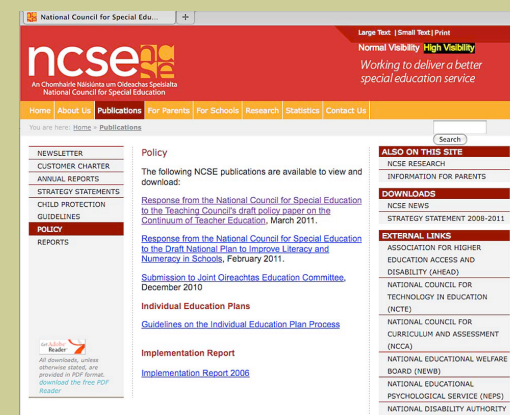 National Council for Special Edu...
Large Text | Small Text | Print
Normal Visibility High Visibility
ncse
nc
se
An Chomhairle Náisiúnta um Oideachas Speisialta
National Council for Special Education
Working to deliver a better
special education service
Home About Us Publications For Parents For Schools Research Statistics Contact Us
You are here: Home » Publications
Search
NEWSLETTER
CUSTOMER CHARTER
ANNUAL REPORTS
STRATEGY STATEMENTS
CHILD PROTECTION
GUIDELINES
POLICY
REPORTS
Get Adobe
Reader
All downloads, unless
otherwise stated, are
provided in PDF format.
download the free PDF
Reader
Policy
The following NCSE publications are available to view and
download:
Response from the National Council for Special Education
to the Teaching Council's draft policy paper on the
Continuum of Teacher Education, March 2011.
Response from the National Council for Special Education
to the Draft National Plan to Improve Literacy and
Numeracy in Schools, February 2011.
Submission to Joint Oireachtas Education Committee,
December 2010
Individual Education Plans
Guidelines on the Individual Education Plan Process
Implementation Report
Implementation Report 2006
ALSO ON THIS SITE
NCSE RESEARCH
INFORMATION FOR PARENTS
DOWNLOADS
NCSE NEWS
STRATEGY STATEMENT 2008-2011
EXTERNAL LINKS
ASSOCIATION FOR HIGHER
EDUCATION ACCESS AND
DISABILITY (AHEAD)
NATIONAL COUNCIL FOR
TECHNOLOGY IN EDUCATION
(NCTE)
NATIONAL COUNCIL FOR
CURRICULUM AND ASSESSMENT
(NCCA)
NATIONAL EDUCATIONAL WELFARE
BOARD (NEWB)
NATIONAL EDUCATIONAL
PSYCHOLOGICAL SERVICE (NEPS)
NATIONAL DISABILITY AUTHORITY